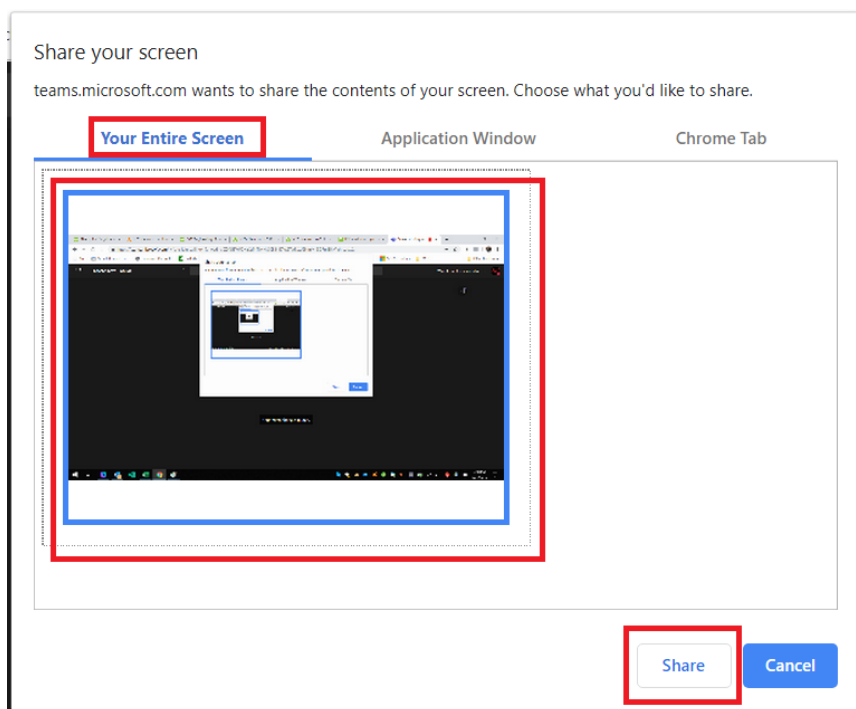 Share your screen
teams.microsoft.com wants to share the contents of your screen. Choose what you'd like to share.
Your Entire Screen
Application Window
Chrome Tab
Share
Cancel